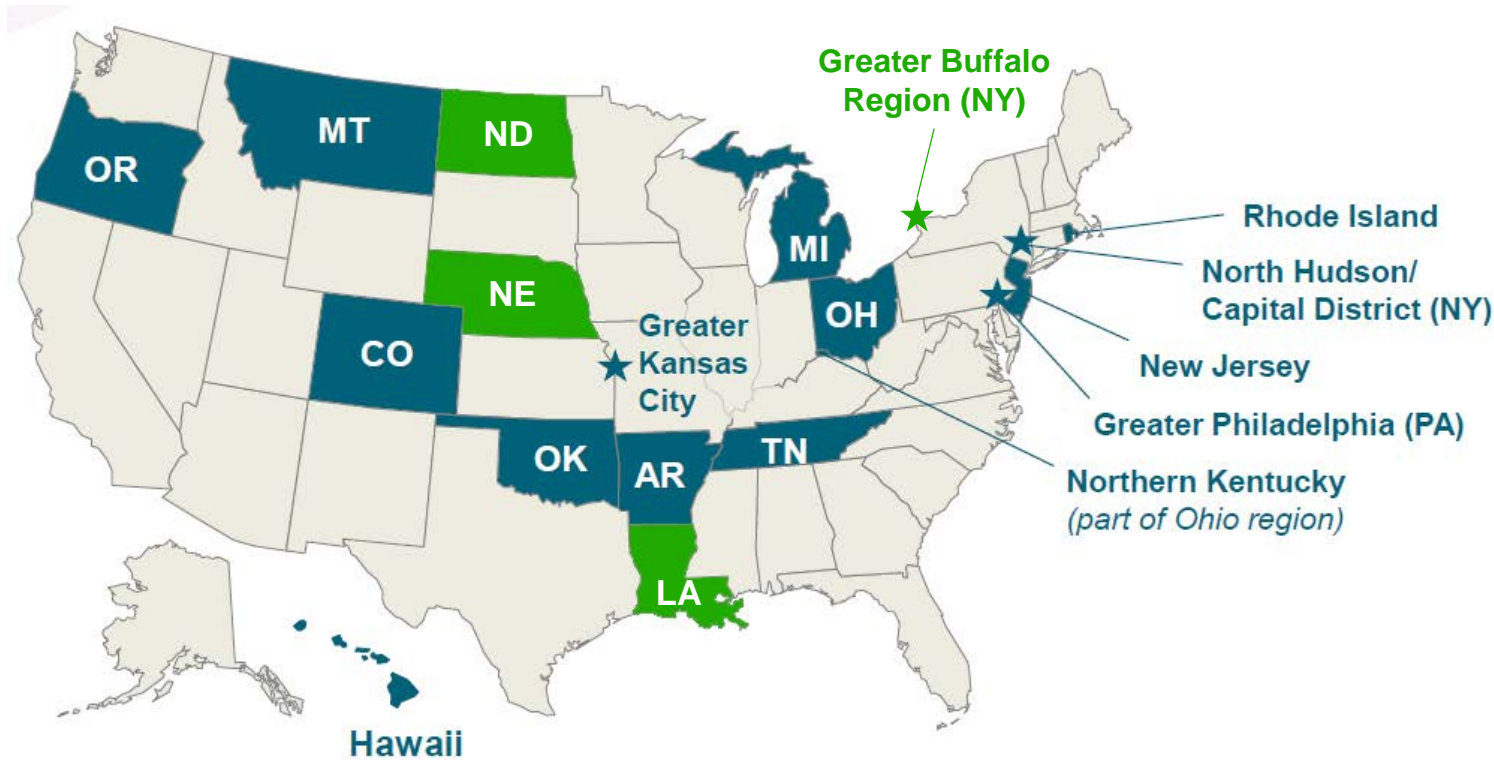 Greater Buffalo
Region (NY)
MT
ND
OR
Rhode Island
MI
North Hudson/
Capital District (NY)
NE
OH
Greater
Kansas
City
CO
New Jersey
Greater Philadelphia (PA)
TN
OK
AR
Northern Kentucky
(part of Ohio region)
LA
Hawaii